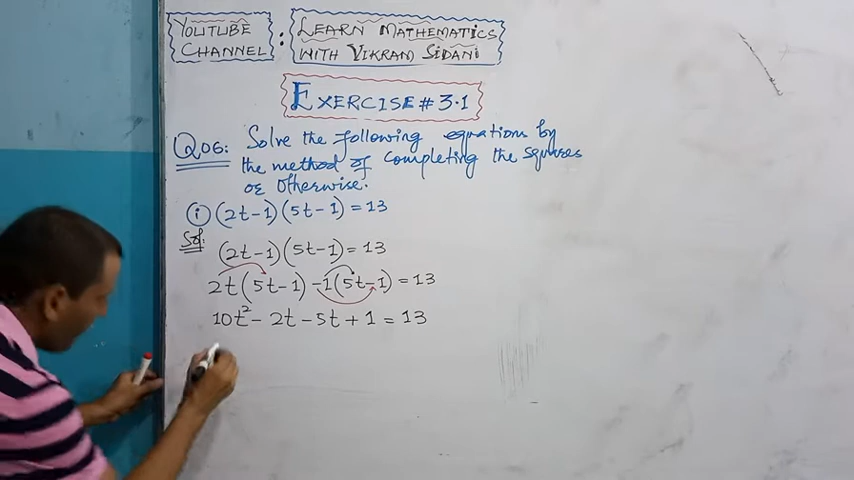 YOUTUBE CHANNEL : LEARN MATHEMATICS WITH VIKRAM SIDANI
EXERCISE # 3.1
Q06: Solve the following equations by
the method of completing the squares
or otherwise.
(i) (2t-1)(5t-1)=13
Sol: (2t-1)(5t-1)=13
2t(5t-1)-1(5t-1)=13
10t²-2t-5t+1=13